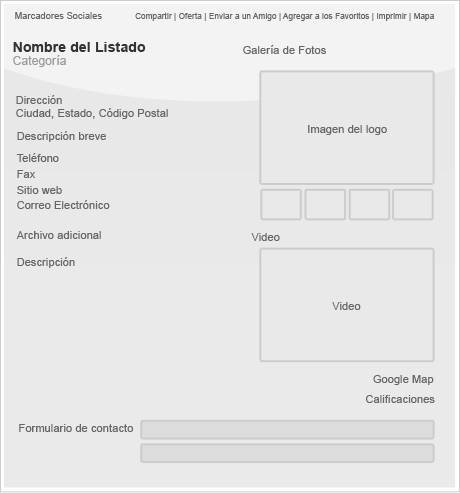 Marcadores Sociales
Compartir | Oferta | Enviar a un Amigo | Agregar a los Favoritos | Imprimir | Mapa
Nombre del Listado
Categoría
Galería de Fotos
Dirección
Ciudad, Estado, Código Postal
Imagen del logo
Descripción breve
Teléfono
Fax
Sitio web
Correo Electrónico
Archivo adicional
Video
Descripción
Video
Google Map
Calificaciones
Formulario de contacto